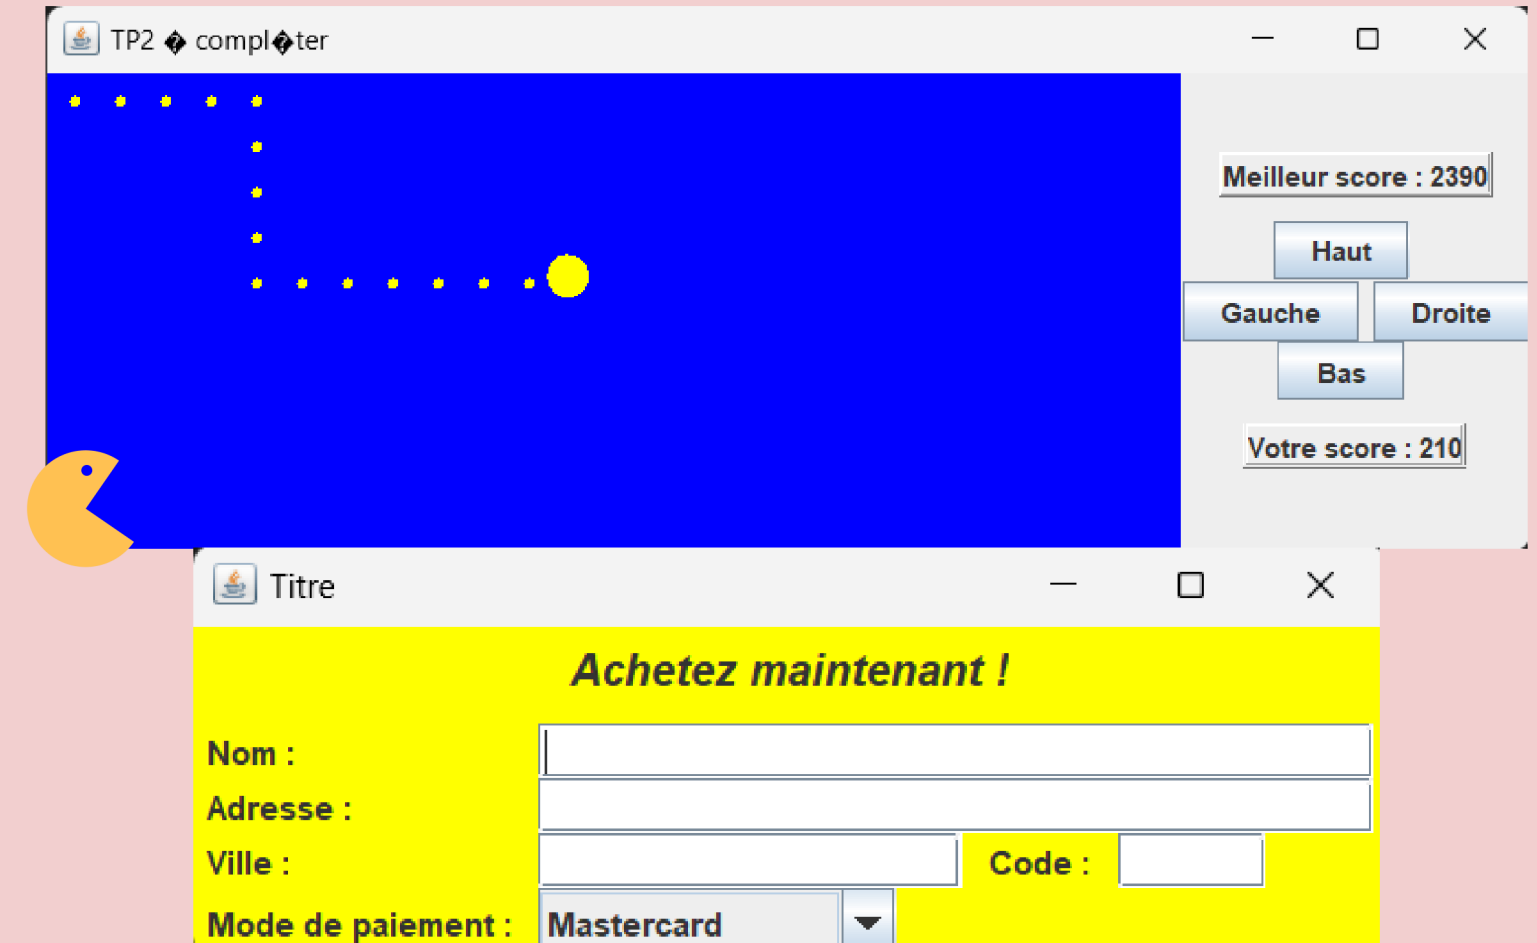 TP2 � compl�ter
Meilleur score : 2390
Haut
Gauche Droite
Bas
Votre score : 210
Titre
Achetez maintenant !
Nom :
Adresse :
Ville : Code :
Mode de paiement : Mastercard